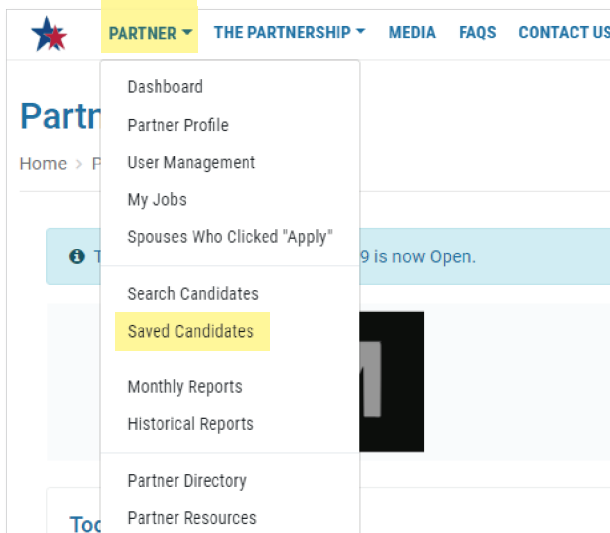 PARTNER THE PARTNERSHIP MEDIA FAQS CONTACT US
Dashboard
Partner Profile
Home > P
User Management
My Jobs
Spouses Who Clicked "Apply"
9 is now Open.
Search Candidates
Saved Candidates
Monthly Reports
Historical Reports
Partner Directory
Partner Resources